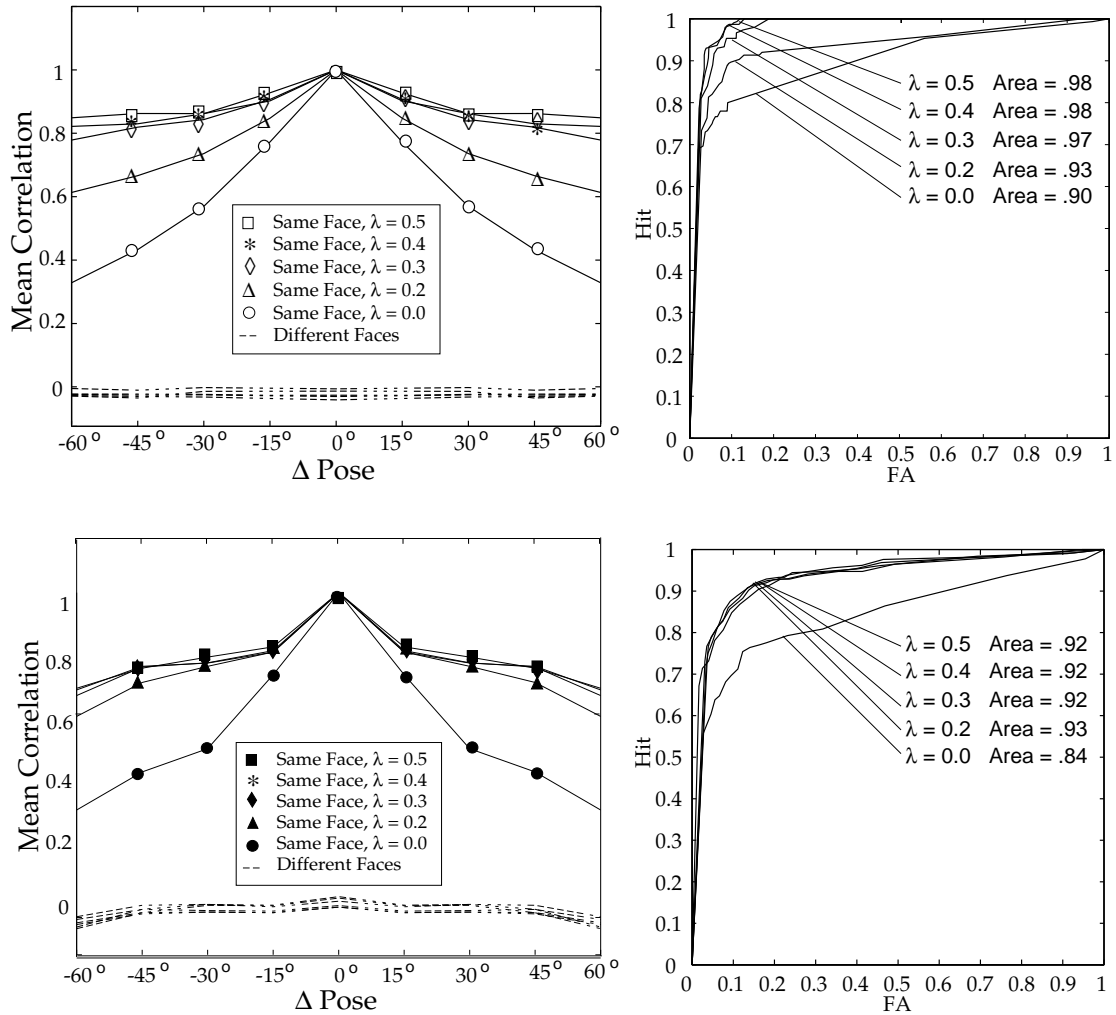 Mean Correlation
1
0.8
0.6
0.4
0.2
0
□ Same Face, λ = 0.5
* Same Face, λ = 0.4
◇ Same Face, λ = 0.3
△ Same Face, λ = 0.2
○ Same Face, λ = 0.0
--- Different Faces
-60° -45° -30° -15° 0° 15° 30° 45° 60°
Δ Pose
Hit
1
0.9
0.8
0.7
0.6
0.5
0.4
0.3
0.2
0.1
0
λ = 0.5 Area = .98
λ = 0.4 Area = .98
λ = 0.3 Area = .97
λ = 0.2 Area = .93
λ = 0.0 Area = .90
0 0.1 0.2 0.3 0.4 0.5 0.6 0.7 0.8 0.9 1
FA
Mean Correlation
1
0.8
0.6
0.4
0.2
0
■ Same Face, λ = 0.5
* Same Face, λ = 0.4
◆ Same Face, λ = 0.3
▲ Same Face, λ = 0.2
● Same Face, λ = 0.0
--- Different Faces
-60° -45° -30° -15° 0° 15° 30° 45° 60°
Δ Pose
Hit
1
0.9
0.8
0.7
0.6
0.5
0.4
0.3
0.2
0.1
0
λ = 0.5 Area = .92
λ = 0.4 Area = .92
λ = 0.3 Area = .92
λ = 0.2 Area = .93
λ = 0.0 Area = .84
0 0.1 0.2 0.3 0.4 0.5 0.6 0.7 0.8 0.9 1
FA